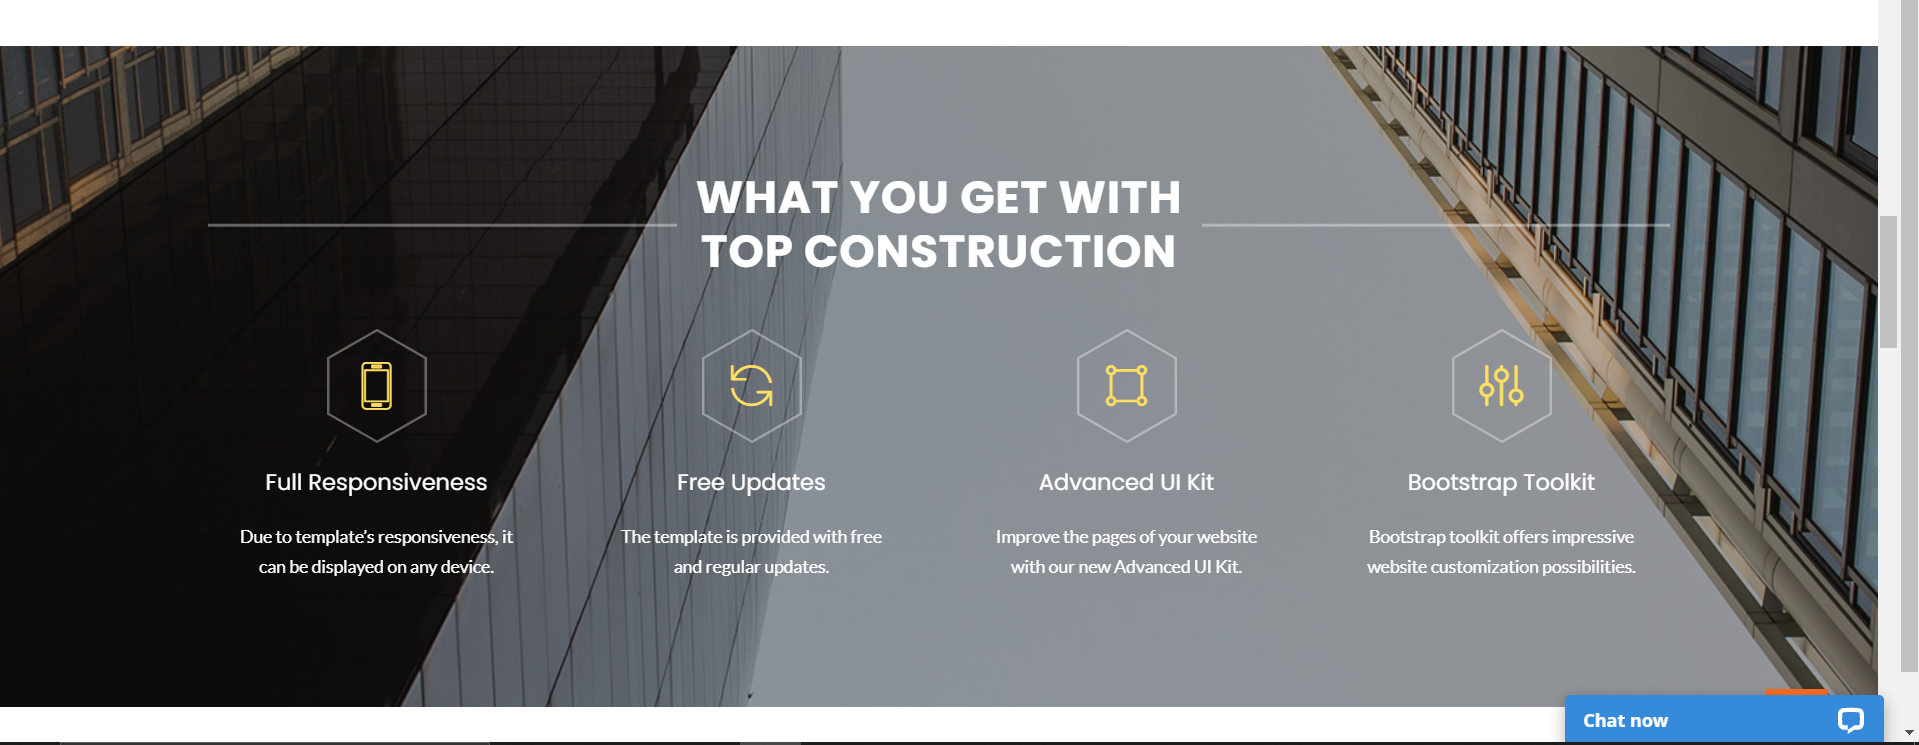 WHAT YOU GET WITH
TOP CONSTRUCTION
Full Responsiveness
Due to template’s responsiveness, it
can be displayed on any device.
Free Updates
The template is provided with free
and regular updates.
Advanced UI Kit
Improve the pages of your website
with our new Advanced UI Kit.
Bootstrap Toolkit
Bootstrap toolkit offers impressive
website customization possibilities.
Chat now